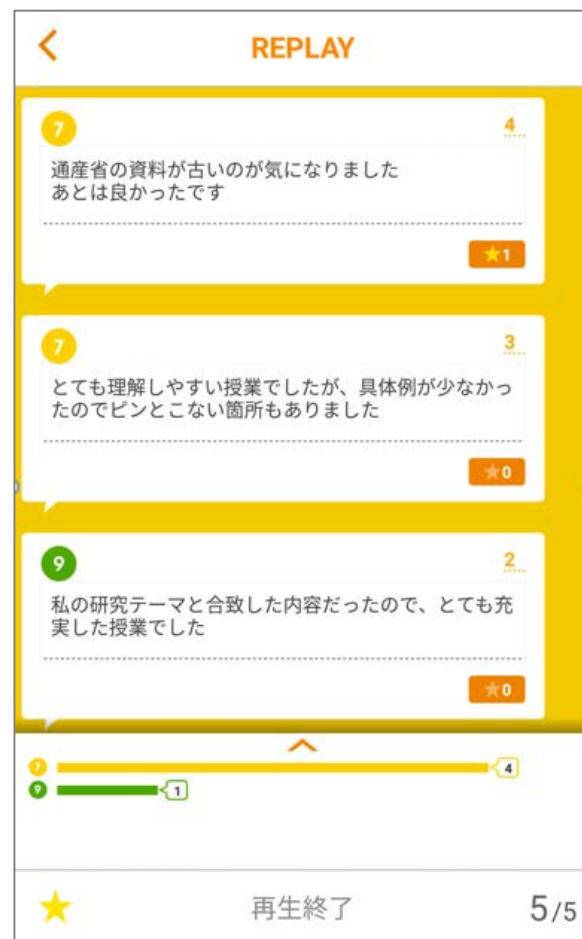 REPLAY
7
4
通産省の資料が古いのが気になりました
あとは良かったです
★1
7
3
とても理解しやすい授業でしたが、具体例が少なかっ
たのでピンとこない箇所もありました
★0
9
2
私の研究テーマと合致した内容だったので、とても充
実した授業でした
★0
7
4
9
1
再生終了
5/5